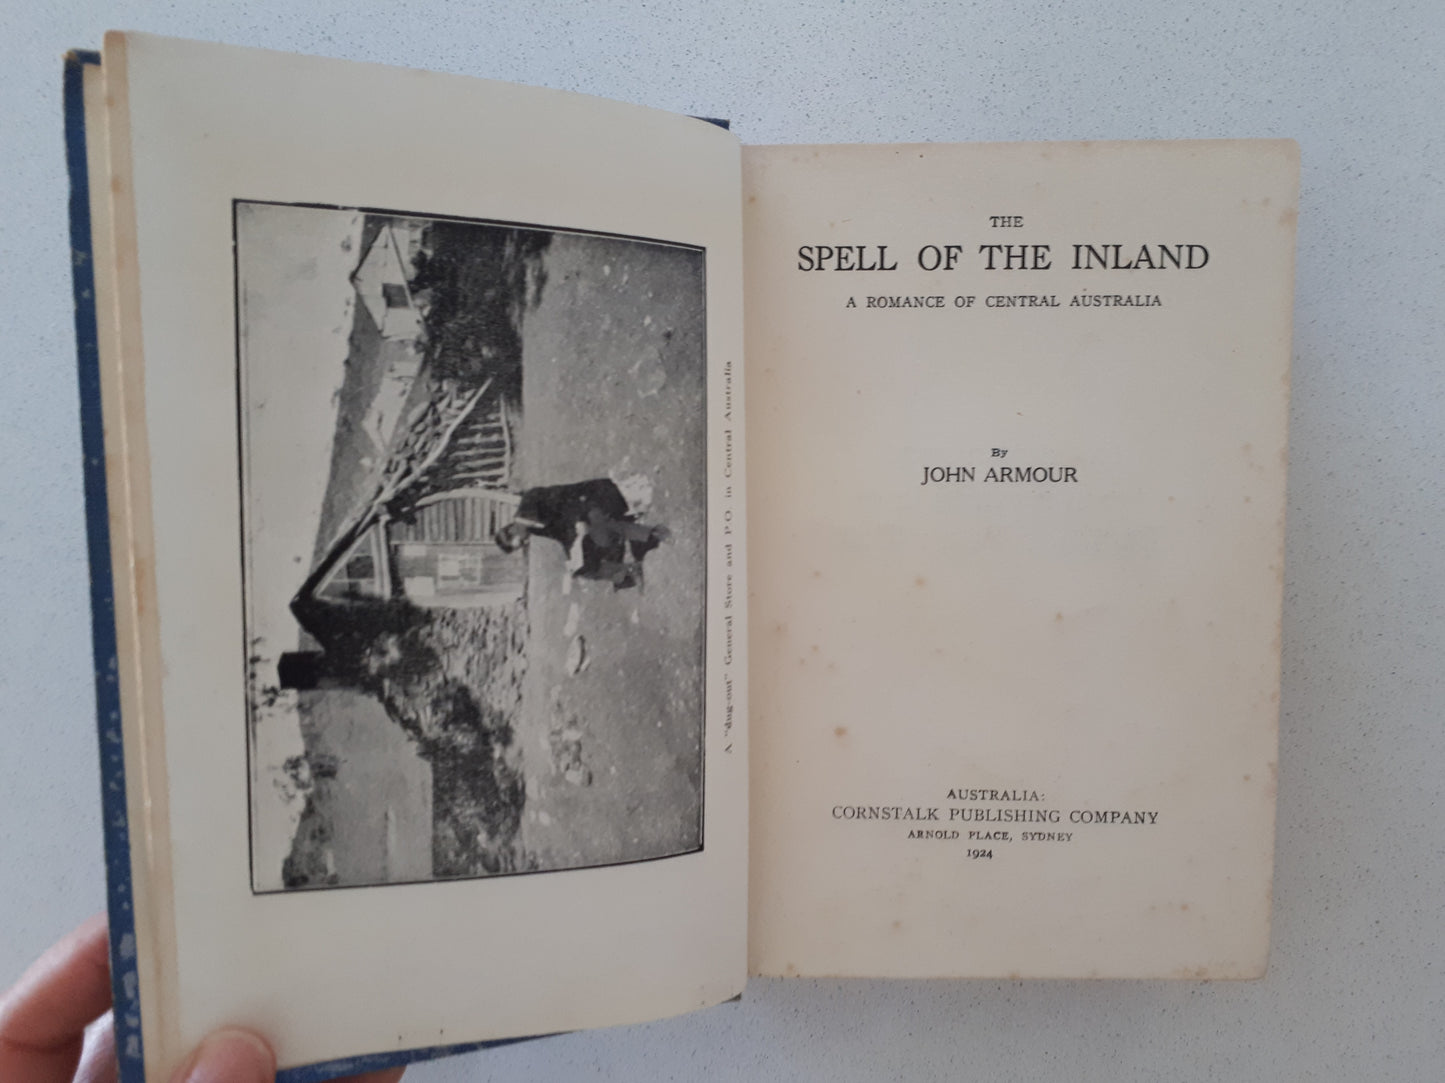 A "dug-out" General Store and P.O. in Central Australia
THE
SPELL OF THE INLAND
A ROMANCE OF CENTRAL AUSTRALIA
By
JOHN ARMOUR
AUSTRALIA:
CORNSTALK PUBLISHING COMPANY
ARNOLD PLACE, SYDNEY
1924